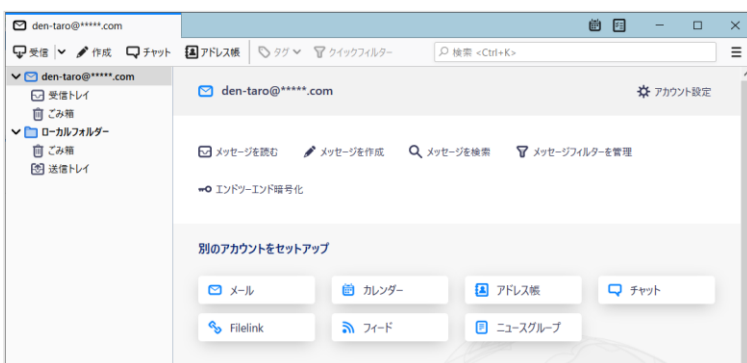 den-taro@*****.com
受信 作成 チャット アドレス帳 タグ クイックフィルター 検索 <Ctrl+K>
den-taro@*****.com
受信トレイ
ごみ箱
ローカルフォルダー
ごみ箱
送信トレイ
den-taro@*****.com アカウント設定
メッセージを読む メッセージを作成 メッセージを検索 メッセージフィルターを管理
エンドツーエンド暗号化
別のアカウントをセットアップ
メール カレンダー アドレス帳 チャット
Filelink フィード ニュースグループ